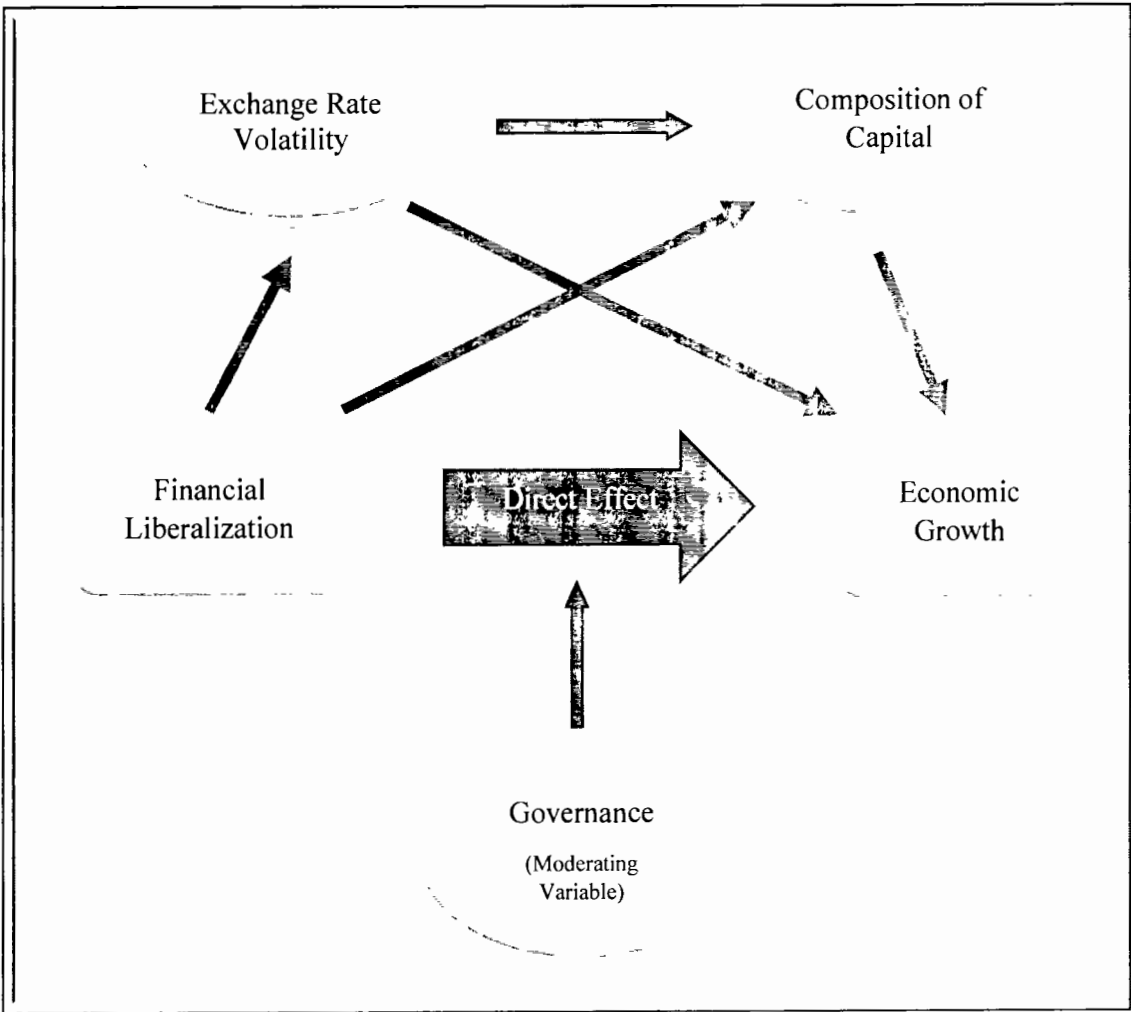 Exchange Rate
Volatility
Composition of
Capital
Financial
Liberalization
Direct Effect
Economic
Growth
Governance
(Moderating
Variable)